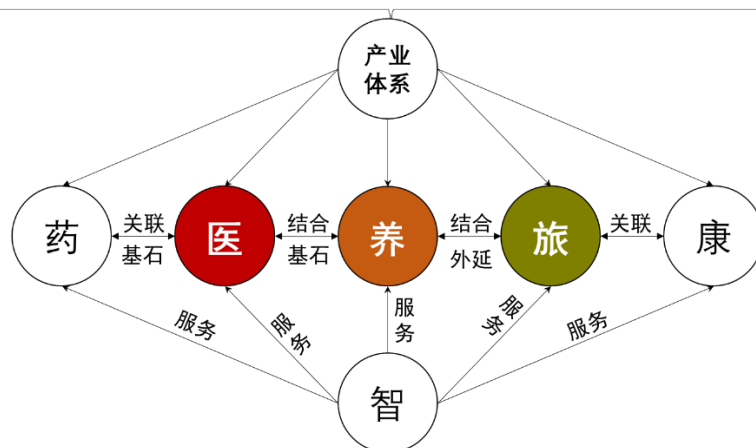 产业
体系
关联
结合
结合
关联
药
医
养
旅
康
基石
基石
外延
服务
服务
服务
服务
服务
智